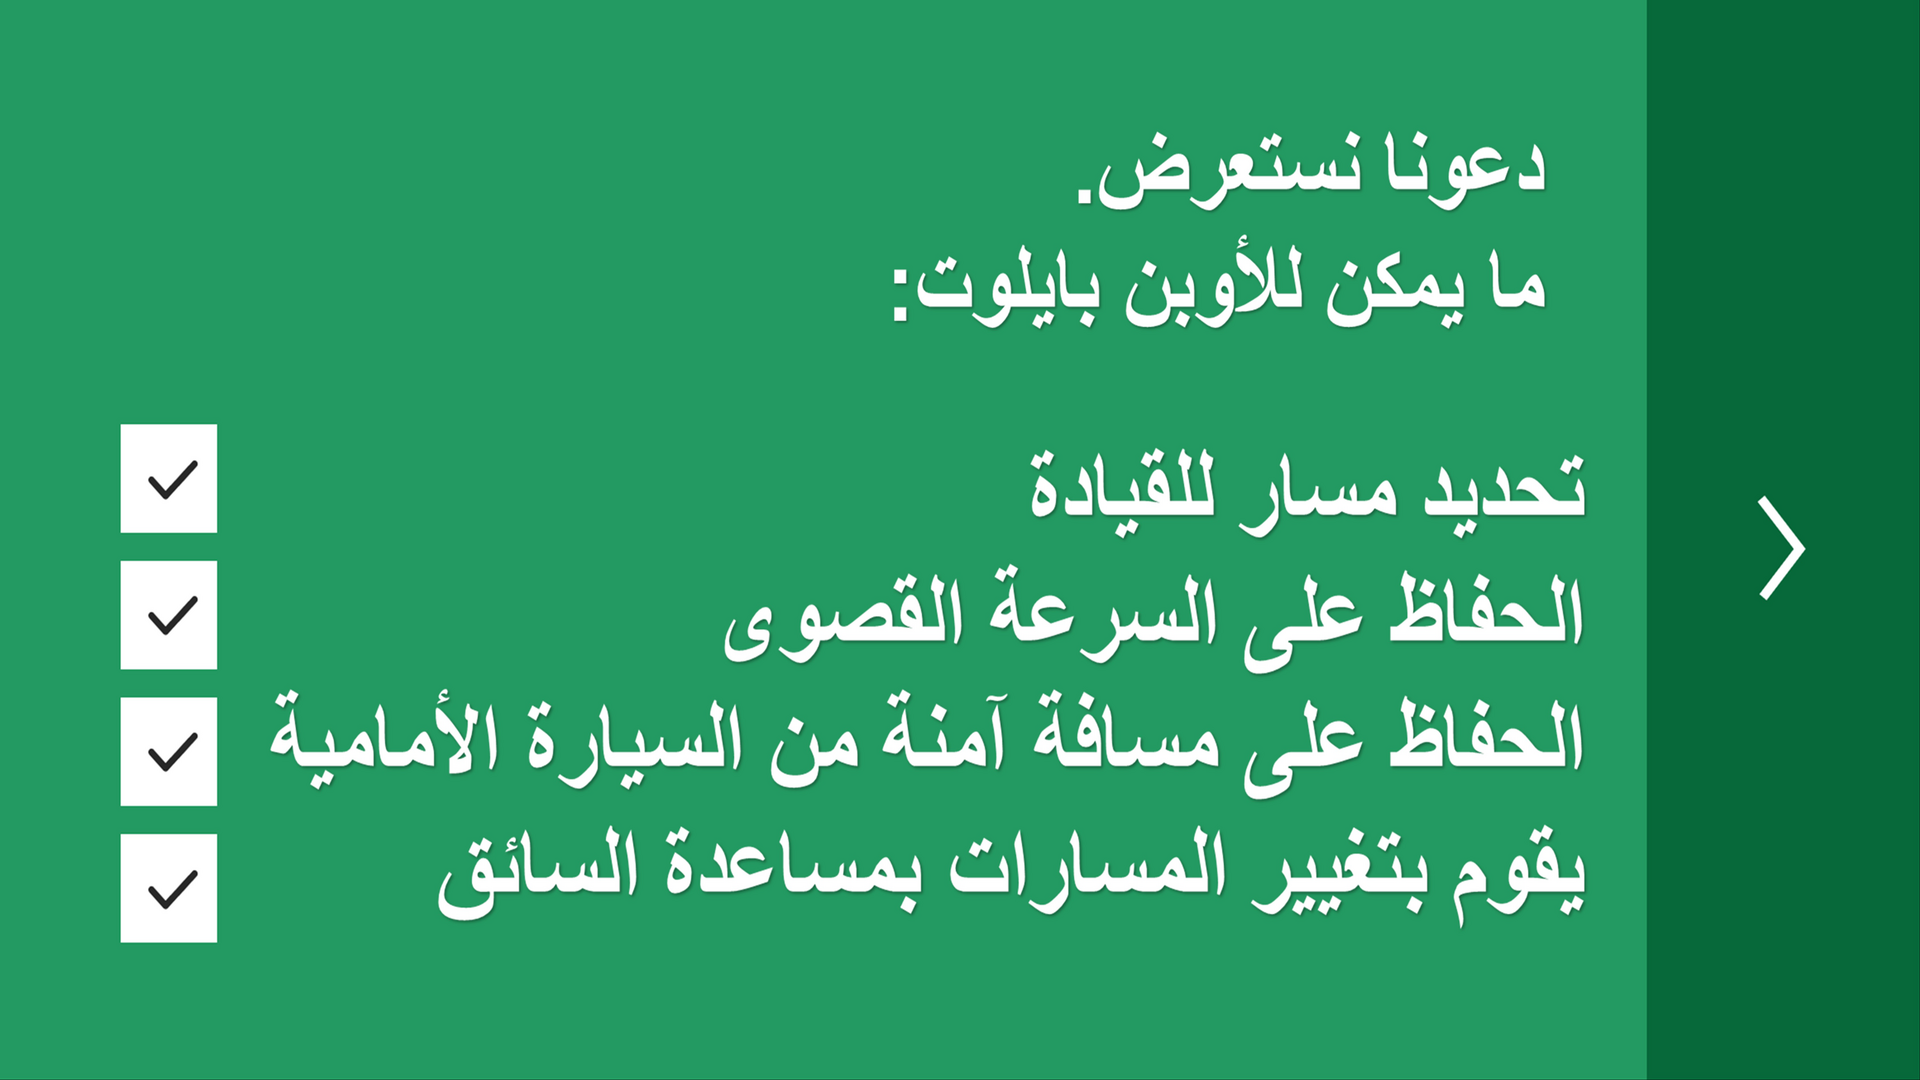 دعونا نستعرض.
ما يمكن للأوبن بايلوت:
تحديد مسار للقيادة
الحفاظ على السرعة القصوى
الحفاظ على مسافة آمنة من السيارة الأمامية
يقوم بتغيير المسارات بمساعدة السائق